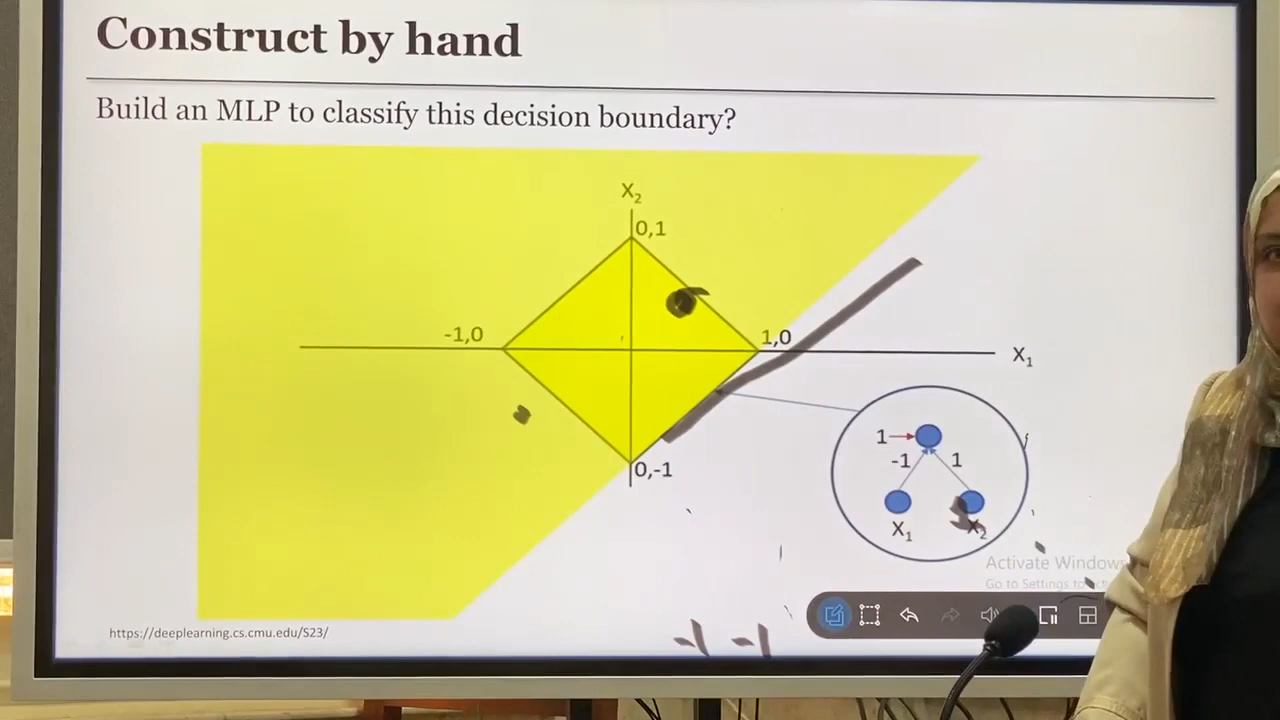 Construct by hand
Build an MLP to classify this decision boundary?
X₂
0,1
-1,0
1,0
X₁
0,-1
1
-1
1
X₁
X₂
Activate Windows
Go to Settings to
https://deeplearning.cs.cmu.edu/S23/
-1 -1